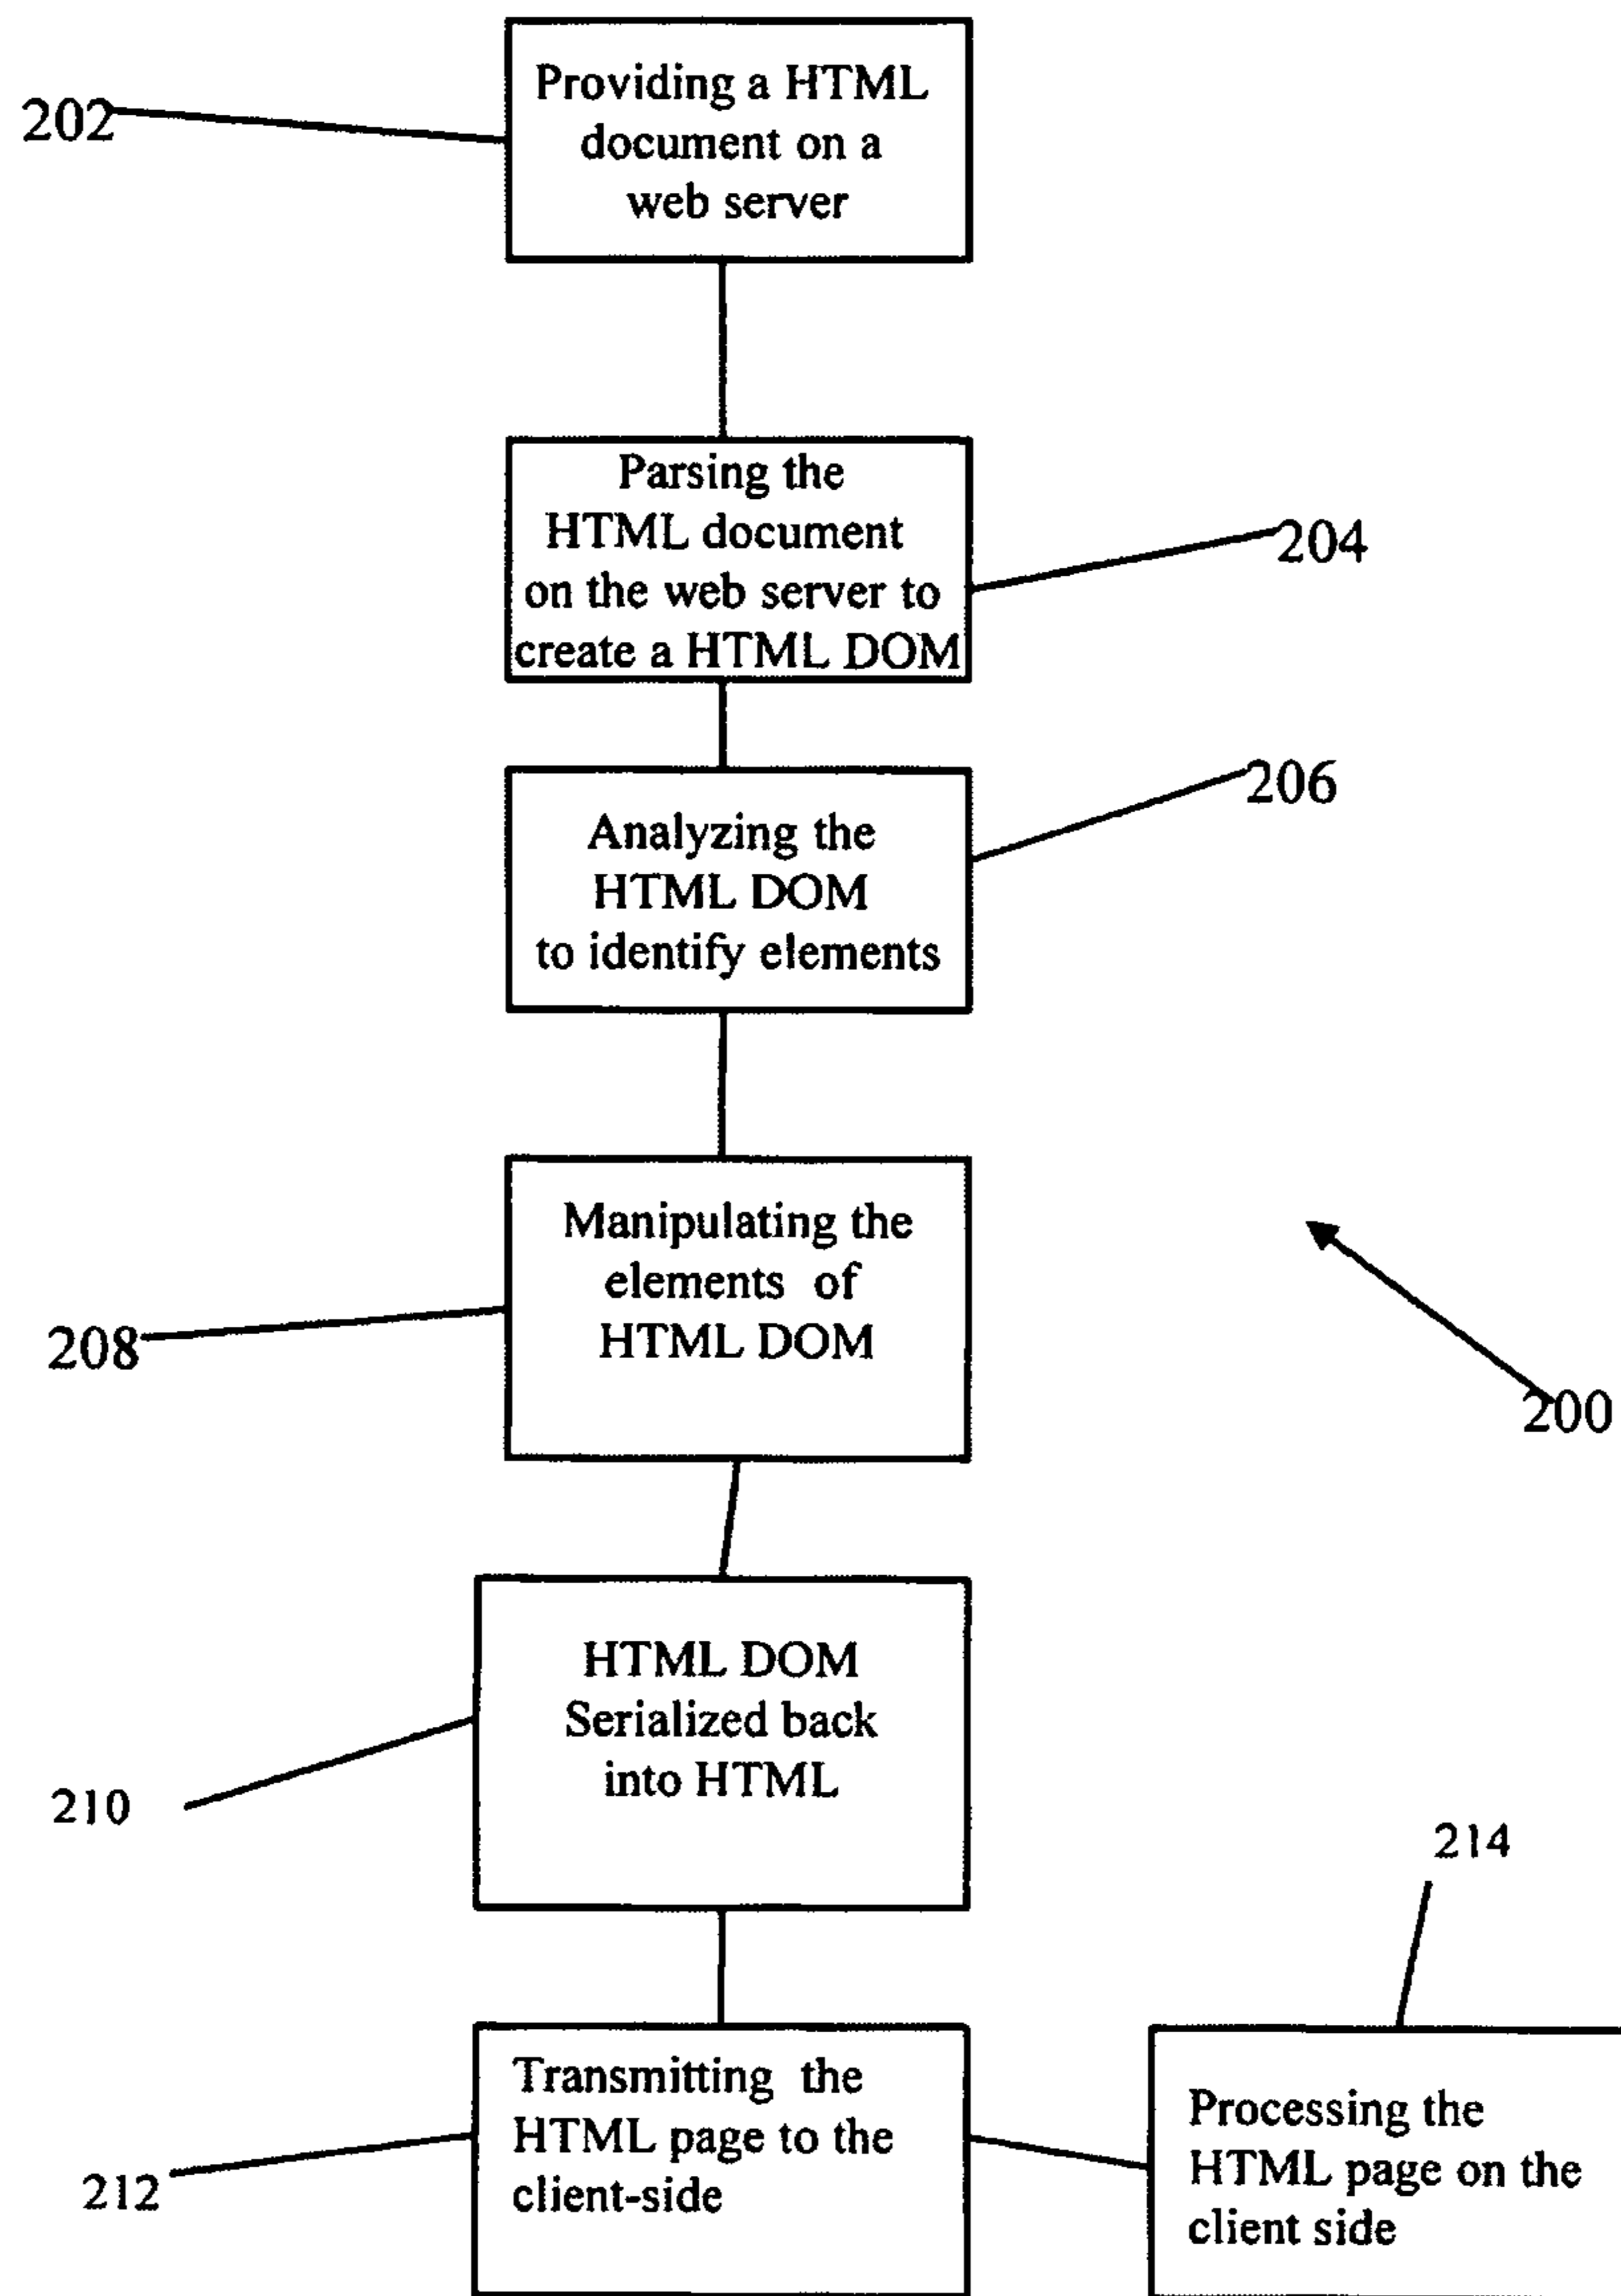 Providing a HTML
document on a
web server
202
Parsing the
HTML document
on the web server to
create a HTML DOM
204
206
Analyzing the
HTML DOM
to identify elements
Manipulating the
elements of
HTML DOM
208
200
HTML DOM
Serialized back
into HTML
210
214
Transmitting the
HTML page to the
client-side
212
Processing the
HTML page on the
client side